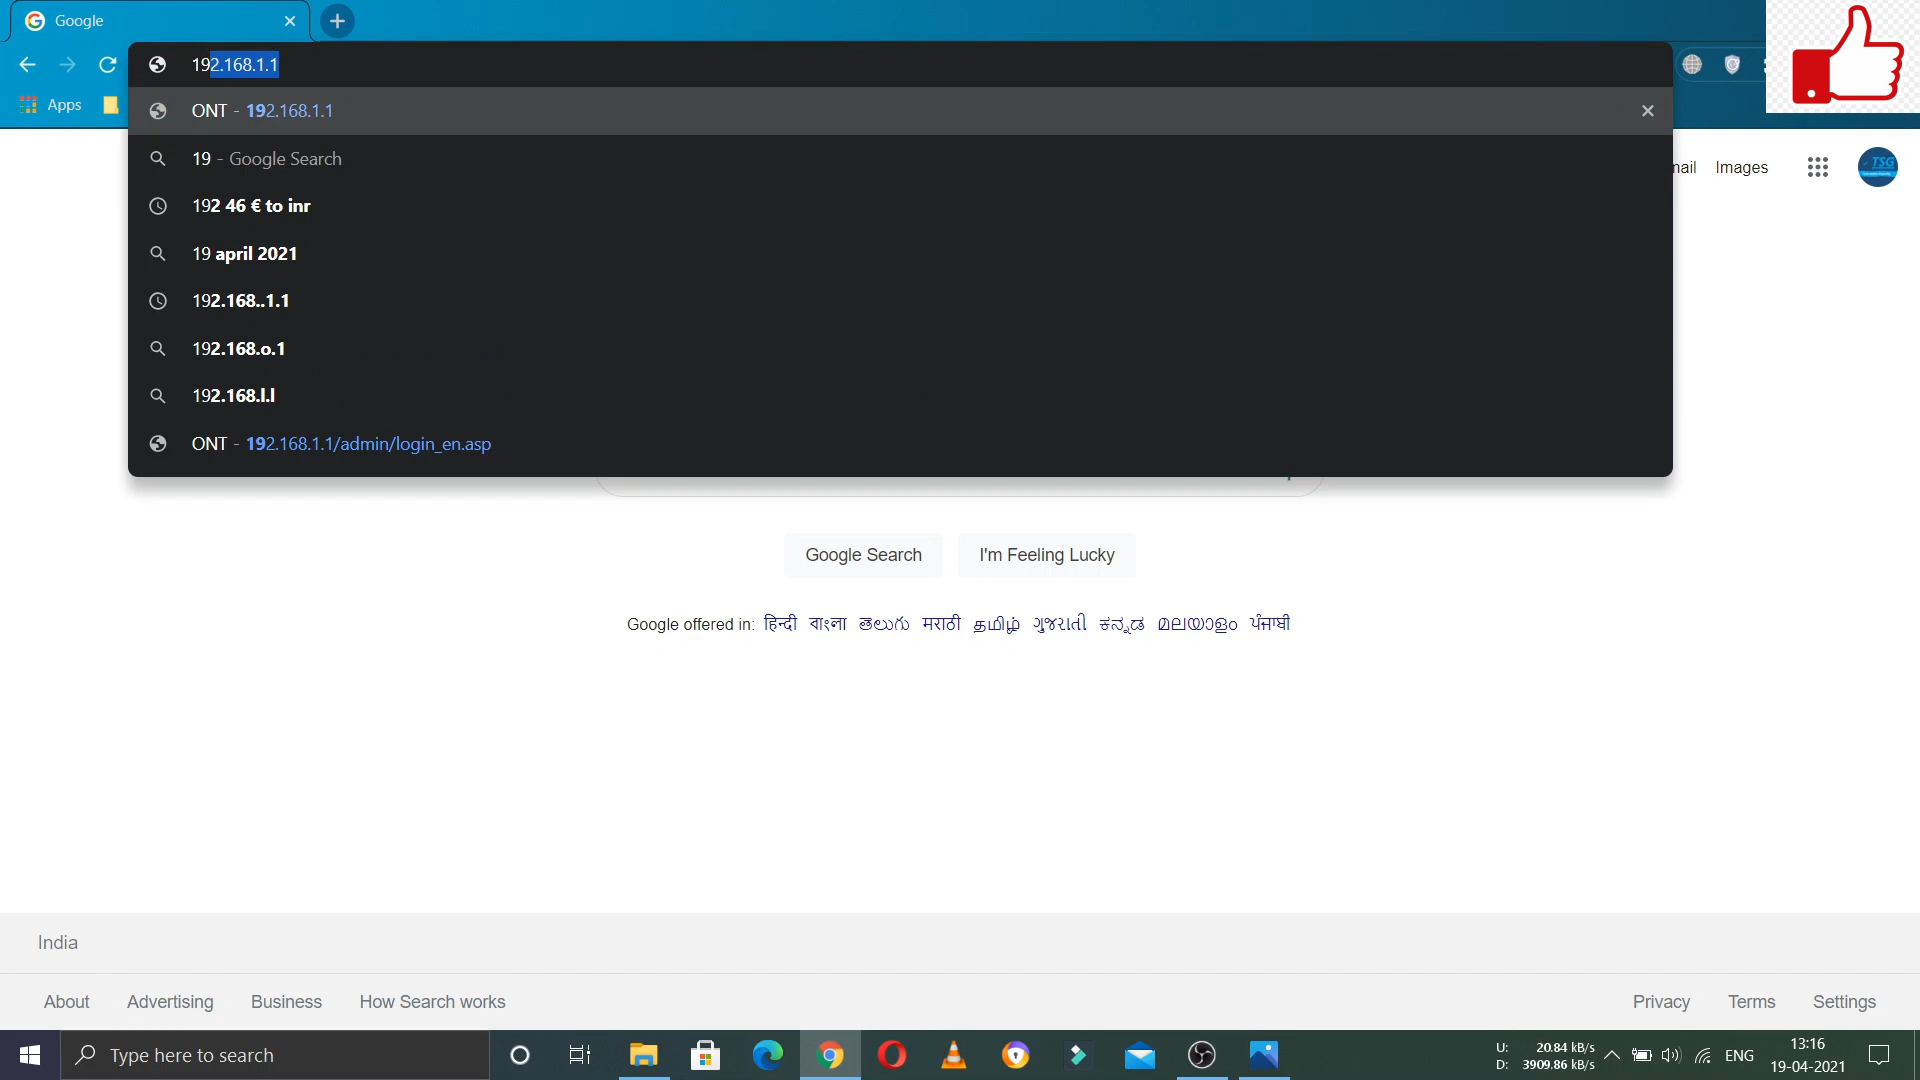 Google
192.168.1.1
Apps
ONT - 192.168.1.1
19 - Google Search
192 46 € to inr
19 april 2021
192.168..1.1
192.168.o.1
192.168.l.l
ONT - 192.168.1.1/admin/login_en.asp
Images
TSG
Google Search
I'm Feeling Lucky
Google offered in: हिन्दी বাংলা తెలుగు मराठी தமிழ் ગુજરાતી ಕನ್ನಡ മലയാളം ਪੰਜਾਬੀ
India
About
Advertising
Business
How Search works
Privacy
Terms
Settings
Type here to search
U: 20.84 kB/s
D: 3909.86 kB/s
ENG
13:16
19-04-2021